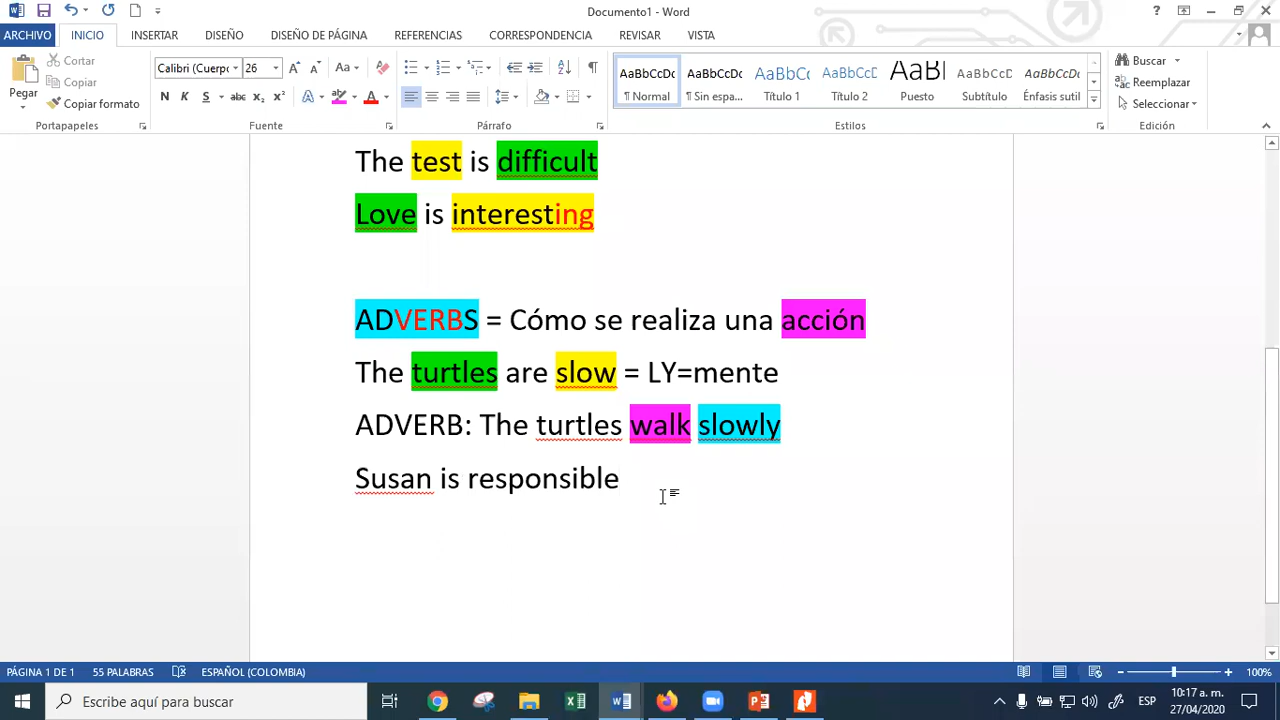 Documento1 - Word
ARCHIVO INICIO INSERTAR DISEÑO DISEÑO DE PÁGINA REFERENCIAS CORRESPONDENCIA REVISAR VISTA
Pegar Cortar Copiar Copiar formato
Calibri (Cuerpo 26
N K S abc x₂ x² A
AaBbCcDc AaBbCcDc AaBbCc AaBbCcD AaBl AaBbCcD AaBbCcDc
¶ Normal ¶ Sin espa... Título 1 Título 2 Puesto Subtítulo Énfasis sutil
Buscar
Reemplazar
Seleccionar
Portapapeles Fuente Párrafo Estilos Edición
The test is difficult
Love is interesting
ADVERBS = Cómo se realiza una acción
The turtles are slow = LY=mente
ADVERB: The turtles walk slowly
Susan is responsible
PÁGINA 1 DE 1 55 PALABRAS ESPAÑOL (COLOMBIA) 100%
Escribe aquí para buscar
ESP 10:17 a. m.
27/04/2020